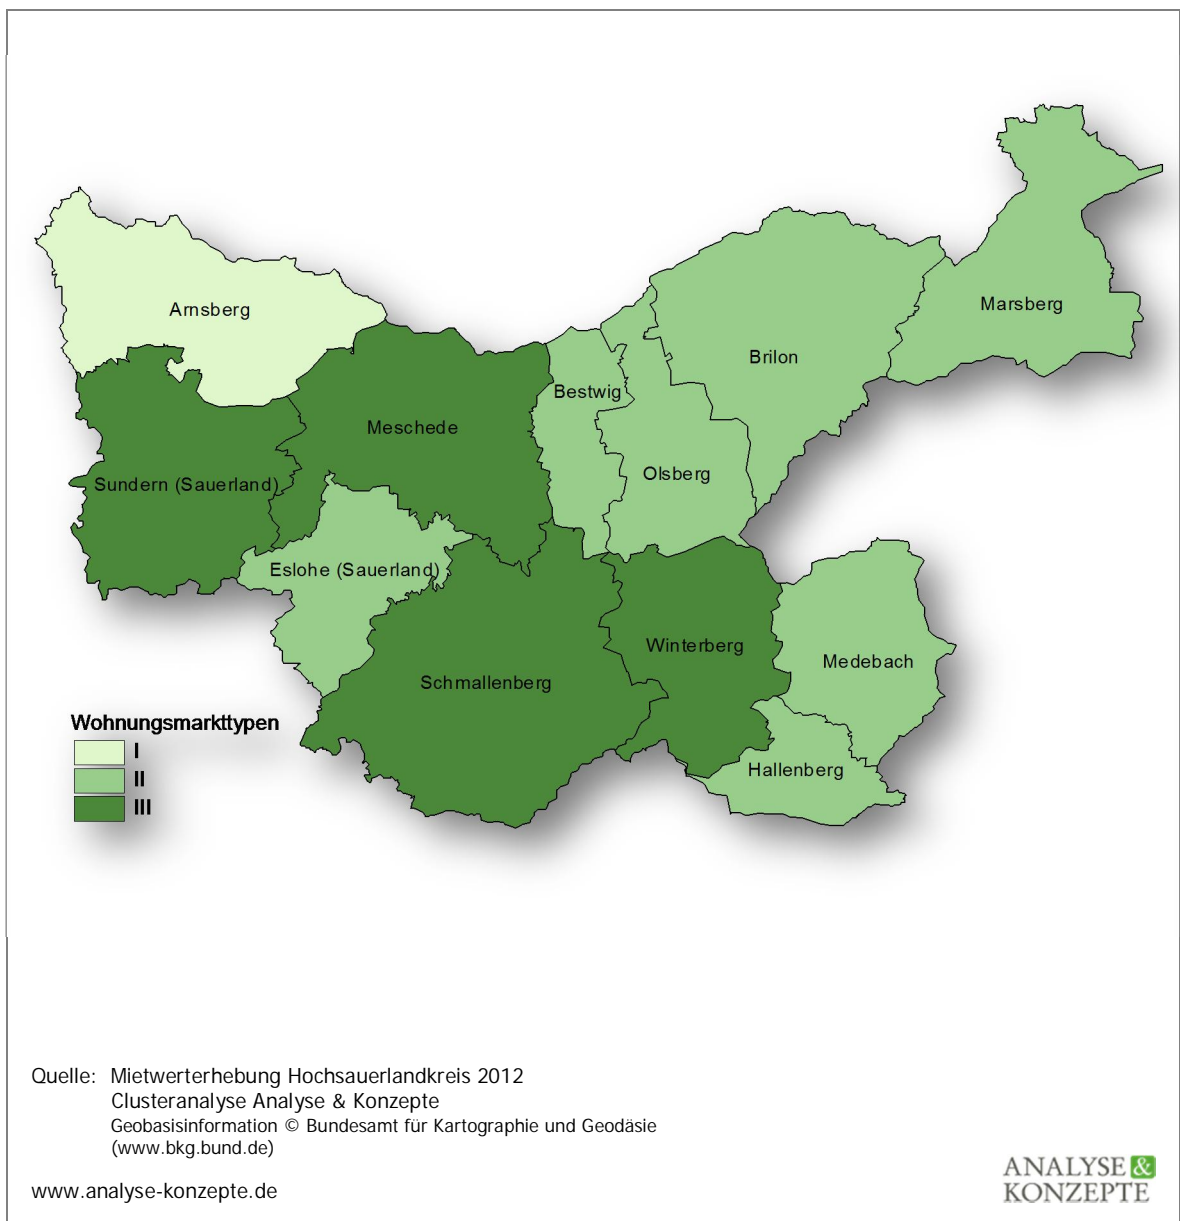 Arnsberg
Marsberg
Brilon
Bestwig
Meschede
Olsberg
Sundern (Sauerland)
Eslohe (Sauerland)
Winterberg
Medebach
Schmallenberg
Hallenberg
Wohnungsmarkttypen
I
II
III
Quelle: Mietwerterhebung Hochsauerlandkreis 2012
Clusteranalyse Analyse & Konzepte
Geobasisinformation © Bundesamt für Kartographie und Geodäsie
(www.bkg.bund.de)
www.analyse-konzepte.de
ANALYSE &
KONZEPTE